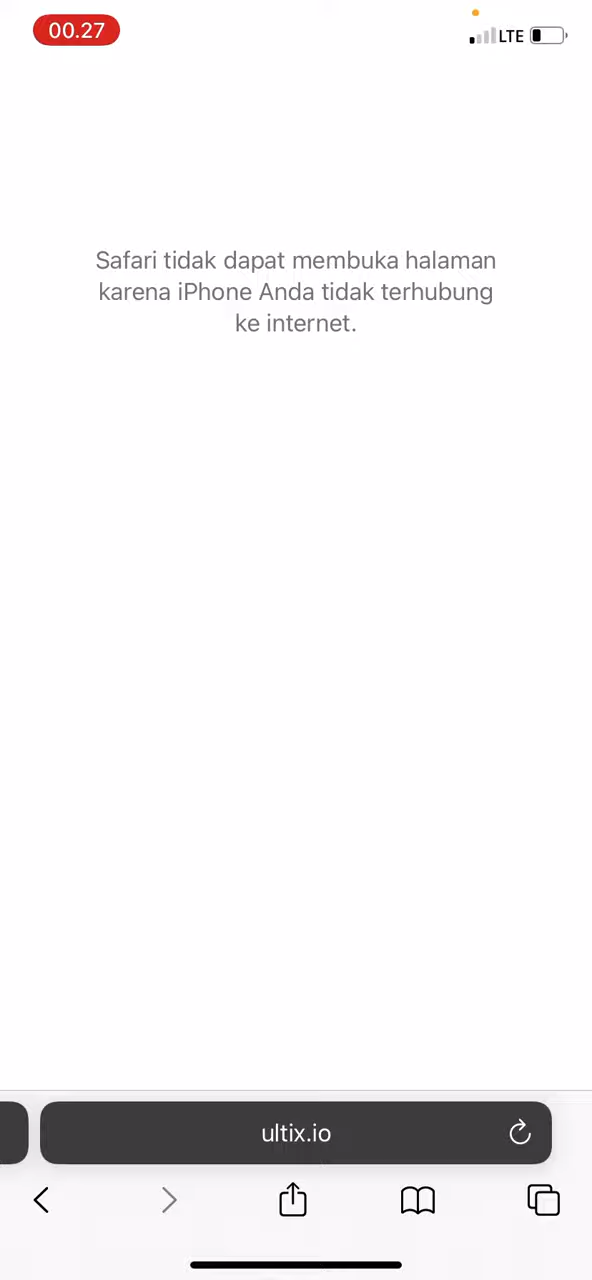 00.27
LTE
Safari tidak dapat membuka halaman
karena iPhone Anda tidak terhubung
ke internet.
ultix.io